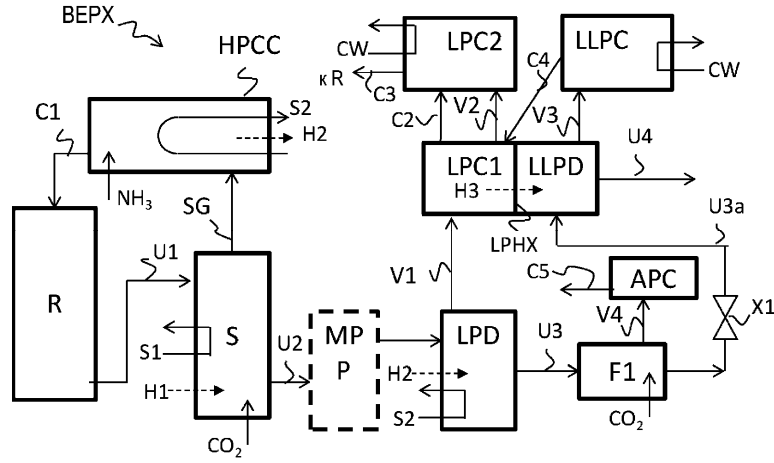 BEPX
HPCC
C1
S2
H2
NH3
SG
R
U1
S
S1
H1
CO2
U2
MP
P
CW
LPC2
C4
LLPC
CW
к R
C3
C2
V2
V3
LPC1
LLPD
U4
H3
LPHX
U3a
V1
C5
APC
V4
X1
LPD
U3
F1
H2
S2
CO2